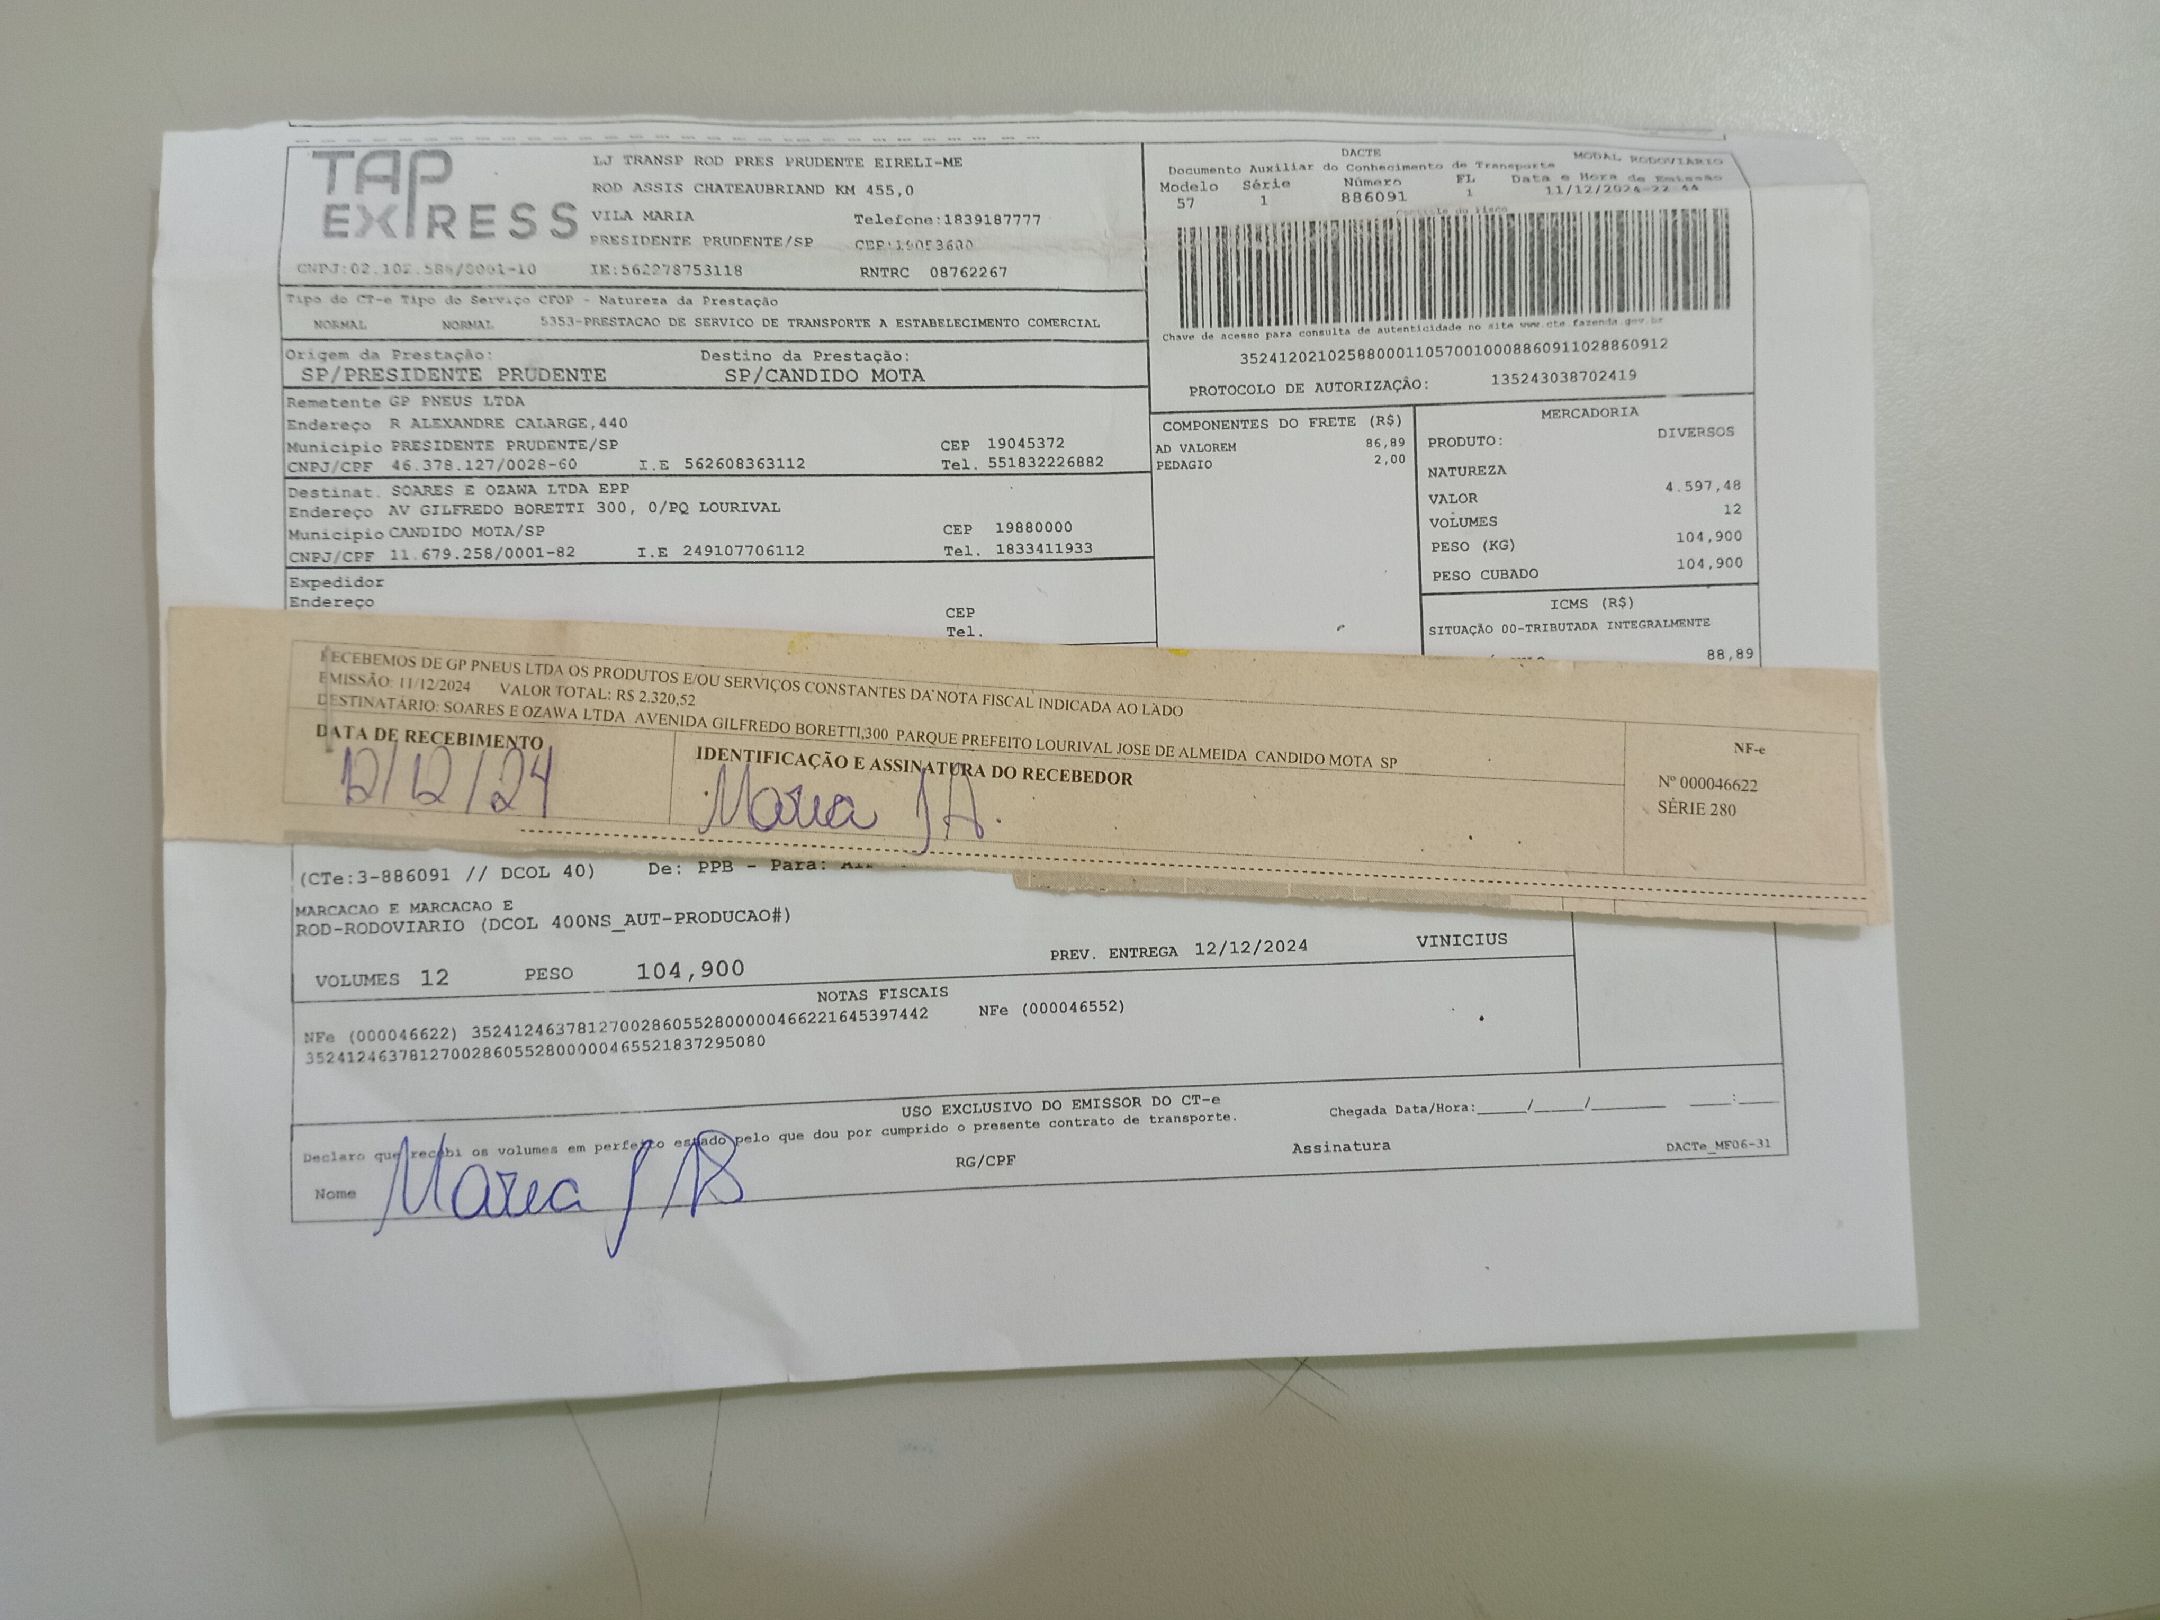 TAP EXPRESS
LJ TRANSP ROD PRES PRUDENTE EIRELI-ME
ROD ASSIS CHATEAUBRIAND KM 455,0
VILA MARIA Telefone:1839187777
PRESIDENTE PRUDENTE/SP
IE:562278753118 RNTRC 08762267
DACTE
Documento Auxiliar do Conhecimento de Transporte MODAL RODOVIÁRIO
Modelo Série Número FL Data e Hora de Emissão
57 1 886091 1 11/12/2024-22:44
Tipo do CT-e Tipo do Serviço CFOP - Natureza da Prestação
NORMAL NORMAL 5353-PRESTACAO DE SERVICO DE TRANSPORTE A ESTABELECIMENTO COMERCIAL
Chave de acesso para consulta de autenticidade no site www.cte.fazenda.gov.br
35241202102588000110570010008860911028860912
PROTOCOLO DE AUTORIZAÇÃO: 135243038702419
Origem da Prestação: Destino da Prestação:
SP/PRESIDENTE PRUDENTE SP/CANDIDO MOTA
Remetente GP PNEUS LTDA
Endereço R ALEXANDRE CALARGE,440
Municipio PRESIDENTE PRUDENTE/SP CEP 19045372
CNPJ/CPF 46.378.127/0028-60 I.E 562608363112 Tel. 551832226882
Destinat. SOARES E OZAWA LTDA EPP
Endereço AV GILFREDO BORETTI 300, 0/PQ LOURIVAL
Municipio CANDIDO MOTA/SP CEP 19880000
CNPJ/CPF 11.679.258/0001-82 I.E 249107706112 Tel. 1833411933
Expedidor
Endereço
CEP
Tel.
COMPONENTES DO FRETE (R$)
AD VALOREM 86,89
PEDAGIO 2,00
MERCADORIA
PRODUTO: DIVERSOS
NATUREZA
VALOR 4.597,48
VOLUMES 12
PESO (KG) 104,900
PESO CUBADO 104,900
ICMS (R$)
SITUAÇÃO 00-TRIBUTADA INTEGRALMENTE
88,89
RECEBEMOS DE GP PNEUS LTDA OS PRODUTOS E/OU SERVIÇOS CONSTANTES DA NOTA FISCAL INDICADA AO LADO
EMISSÃO: 11/12/2024 VALOR TOTAL: R$ 2.320,52
DESTINATÁRIO: SOARES E OZAWA LTDA AVENIDA GILFREDO BORETTI,300 PARQUE PREFEITO LOURIVAL JOSE DE ALMEIDA CANDIDO MOTA SP
DATA DE RECEBIMENTO
12/12/24
IDENTIFICAÇÃO E ASSINATURA DO RECEBEDOR
Maria J A.
NF-e
Nº 000046622
SÉRIE 280
(CTe:3-886091 // DCOL 40) De: PPB - Para:
MARCACAO E MARCACAO E
ROD-RODOVIARIO (DCOL 400NS_AUT-PRODUCAO#)
VOLUMES 12 PESO 104,900 PREV. ENTREGA 12/12/2024 VINICIUS
NOTAS FISCAIS
NFe (000046622) 35241246378127002860552800000466221645397442 NFe (000046552)
35241246378127002860552800000465521837295080
USO EXCLUSIVO DO EMISSOR DO CT-e
Declaro que recebi os volumes em perfeito estado pelo que dou por cumprido o presente contrato de transporte.
Chegada Data/Hora:_____/_____/_______ ____:____
Nome Maria J RG/CPF Assinatura DACTe_MF06-31